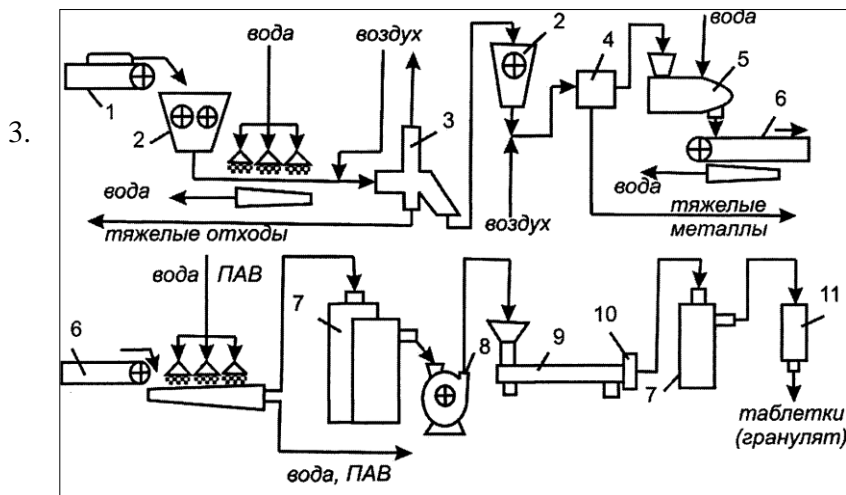 3.
вода
воздух
1
2
3
2
4
вода
5
6
вода
тяжелые отходы
воздух
вода
тяжелые
металлы
вода ПАВ
6
7
8
9
10
7
11
вода, ПАВ
таблетки
(гранулят)